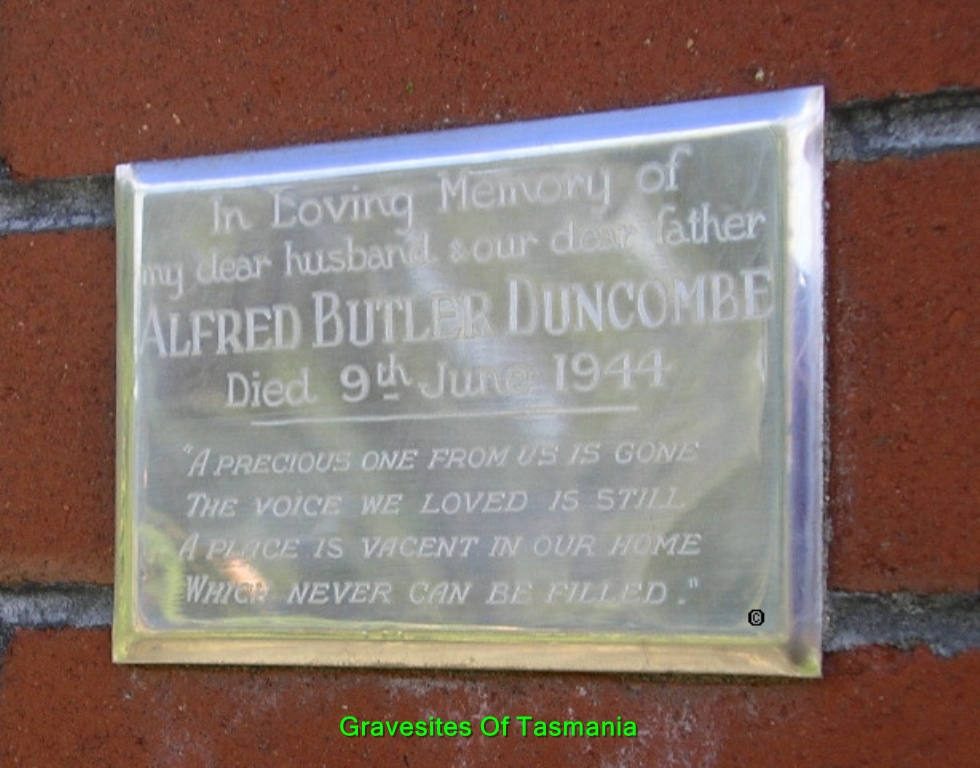 In Loving Memory of
my dear husband & our dear father
ALFRED BUTLER DUNCOMBE
Died 9th June 1944
"A PRECIOUS ONE FROM US IS GONE
THE VOICE WE LOVED IS STILL
A PLACE IS VACENT IN OUR HOME
WHICH NEVER CAN BE FILLED."
©
Gravesites Of Tasmania